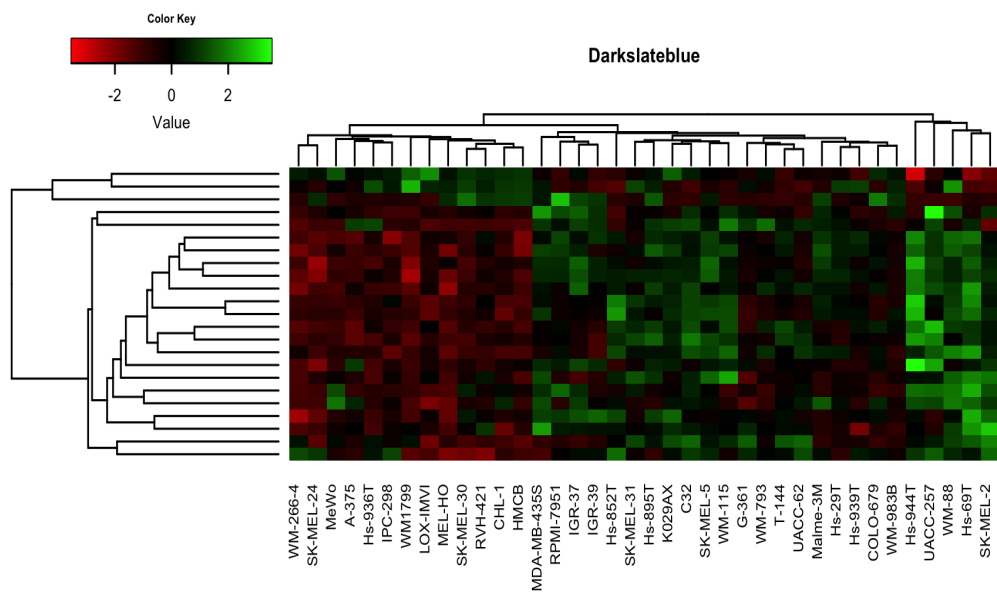 Color Key
-2 0 2
Value
Darkslateblue
WM-266-4
SK-MEL-24
MeWo
A-375
Hs-936T
IPC-298
WM1799
LOX-IMVI
MEL-HO
SK-MEL-30
RVH-421
CHL-1
HMCB
MDA-MB-435S
RPMI-7951
IGR-37
IGR-39
Hs-852T
SK-MEL-31
Hs-895T
K029AX
C32
SK-MEL-5
WM-115
G-361
WM-793
T-144
UACC-62
Malme-3M
Hs-29T
Hs-939T
COLO-679
WM-983B
Hs-944T
UACC-257
WM-88
Hs-69T
SK-MEL-2